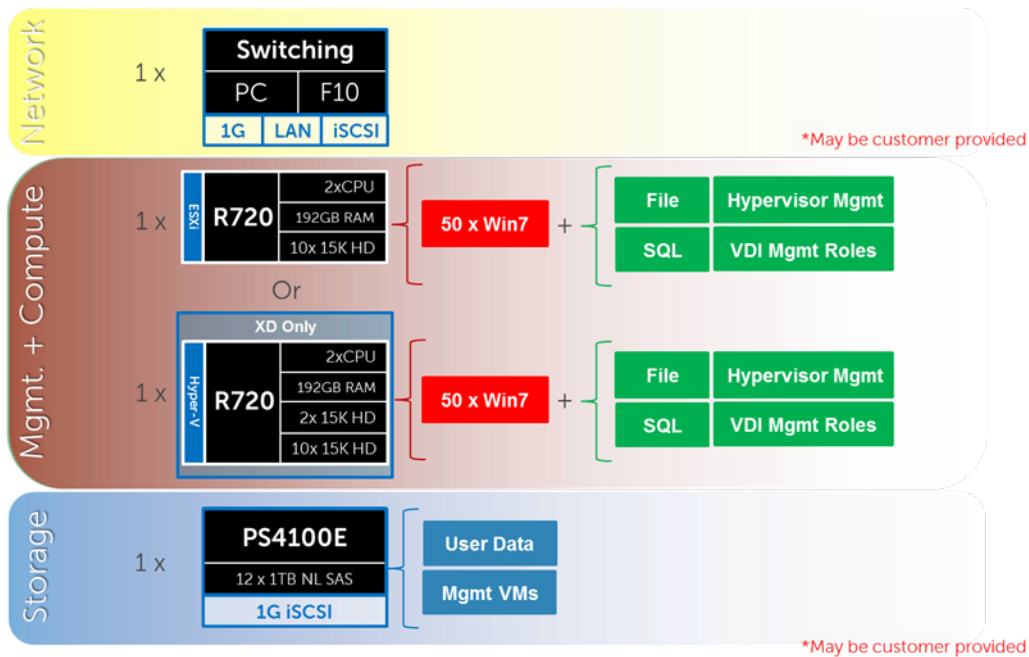 Network
1 x
Switching
PC F10
1G LAN iSCSI
*May be customer provided
Mgmt. + Compute
1 x
ESXi
R720
2xCPU
192GB RAM
10x 15K HD
50 x Win7
+
File Hypervisor Mgmt
SQL VDI Mgmt Roles
Or
XD Only
1 x
Hyper-V
R720
2xCPU
192GB RAM
2x 15K HD
10x 15K HD
50 x Win7
+
File Hypervisor Mgmt
SQL VDI Mgmt Roles
Storage
1 x
PS4100E
12 x 1TB NL SAS
1G iSCSI
User Data
Mgmt VMs
*May be customer provided